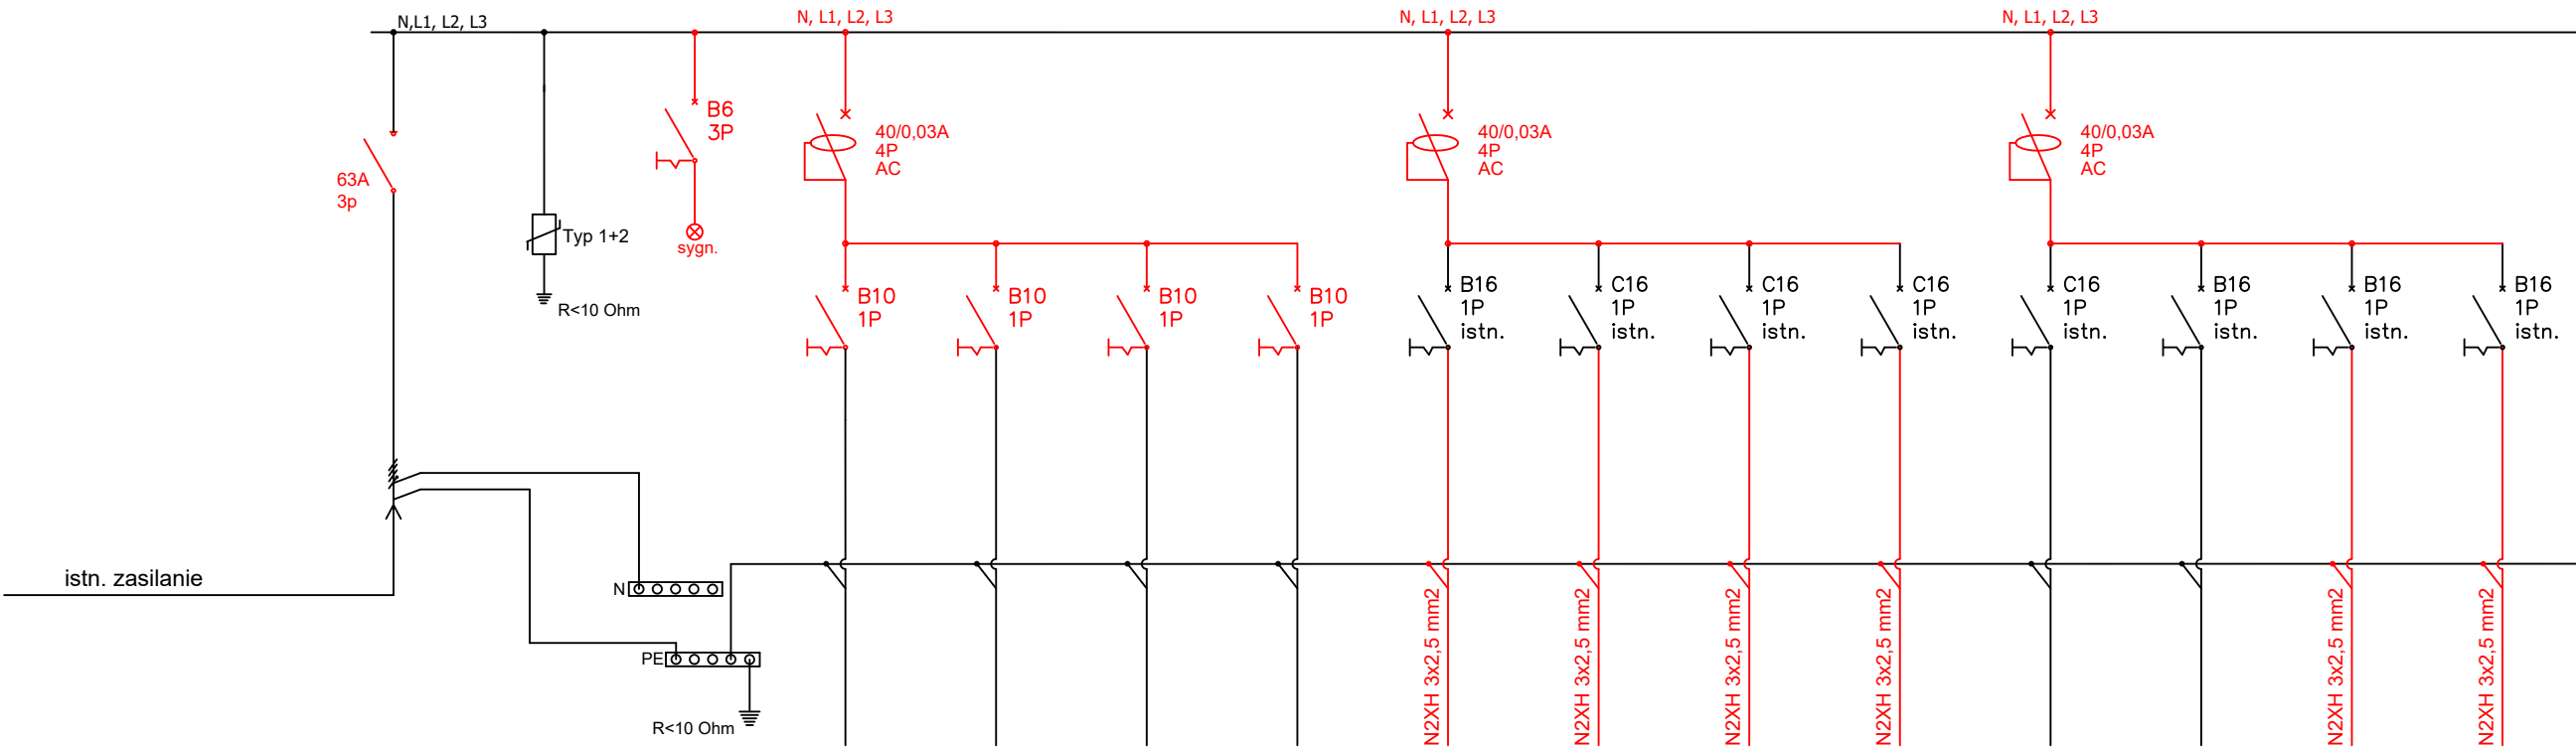 N,L1, L2, L3
N, L1, L2, L3
N, L1, L2, L3
N, L1, L2, L3
63A
3p
Typ 1+2
R<10 Ohm
B6
3P
sygn.
40/0,03A
4P
AC
40/0,03A
4P
AC
40/0,03A
4P
AC
B10
1P
B10
1P
B10
1P
B10
1P
B16
1P
istn.
C16
1P
istn.
C16
1P
istn.
C16
1P
istn.
C16
1P
istn.
B16
1P
istn.
B16
1P
istn.
B16
1P
istn.
istn. zasilanie
N
PE
R<10 Ohm
N2XH 3x2,5 mm2
N2XH 3x2,5 mm2
N2XH 3x2,5 mm2
N2XH 3x2,5 mm2
N2XH 3x2,5 mm2
N2XH 3x2,5 mm2